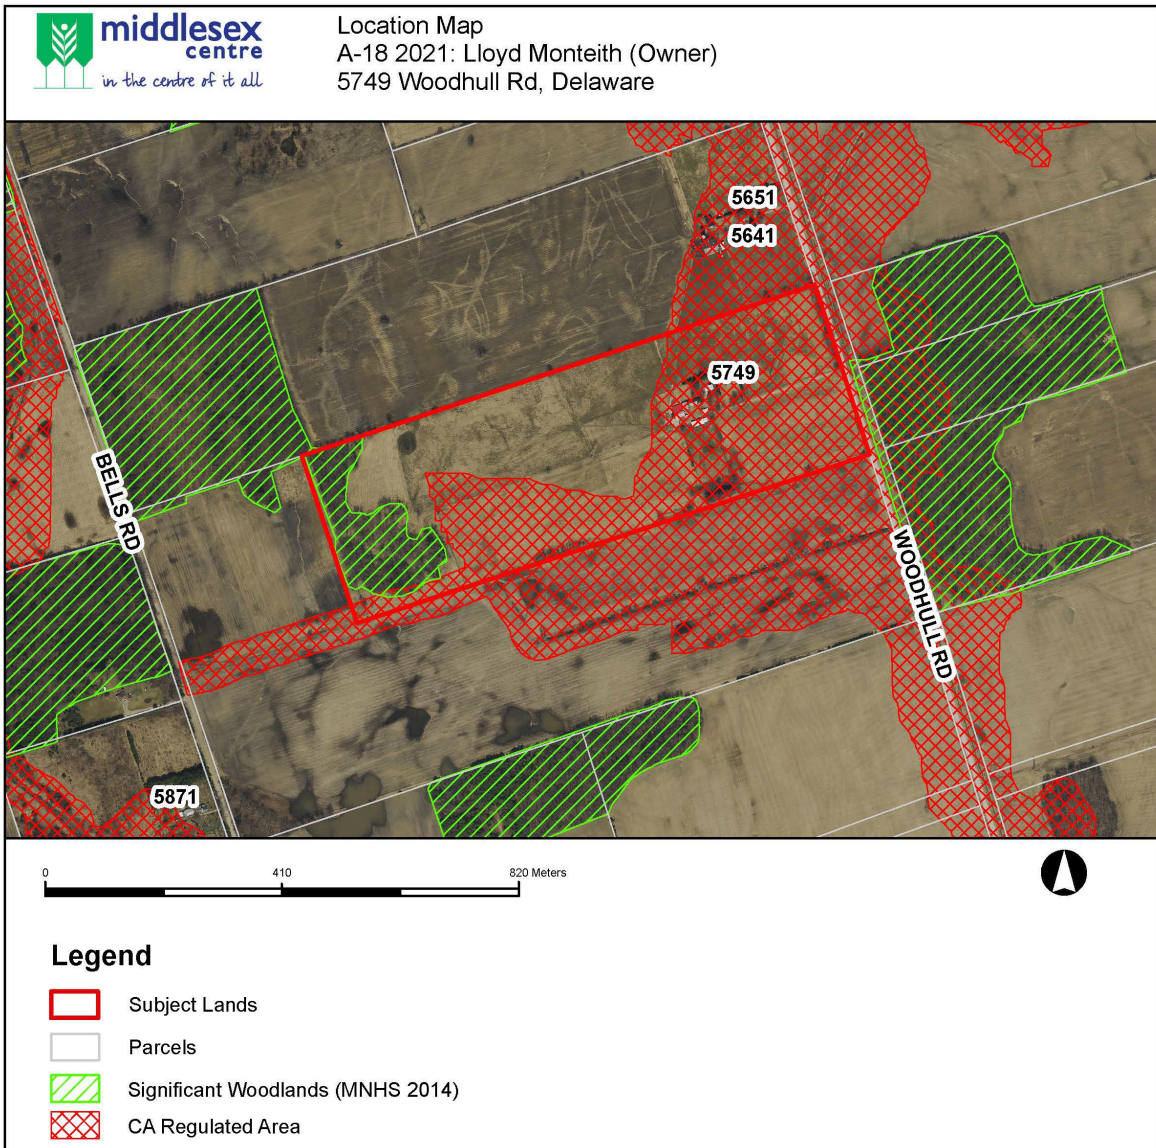 middlesex
centre
in the centre of it all
Location Map
A-18 2021: Lloyd Monteith (Owner)
5749 Woodhull Rd, Delaware
5651
5641
5749
BELLS RD
WOODHULL RD
5871
0 410 820 Meters
Legend
Subject Lands
Parcels
Significant Woodlands (MNHS 2014)
CA Regulated Area